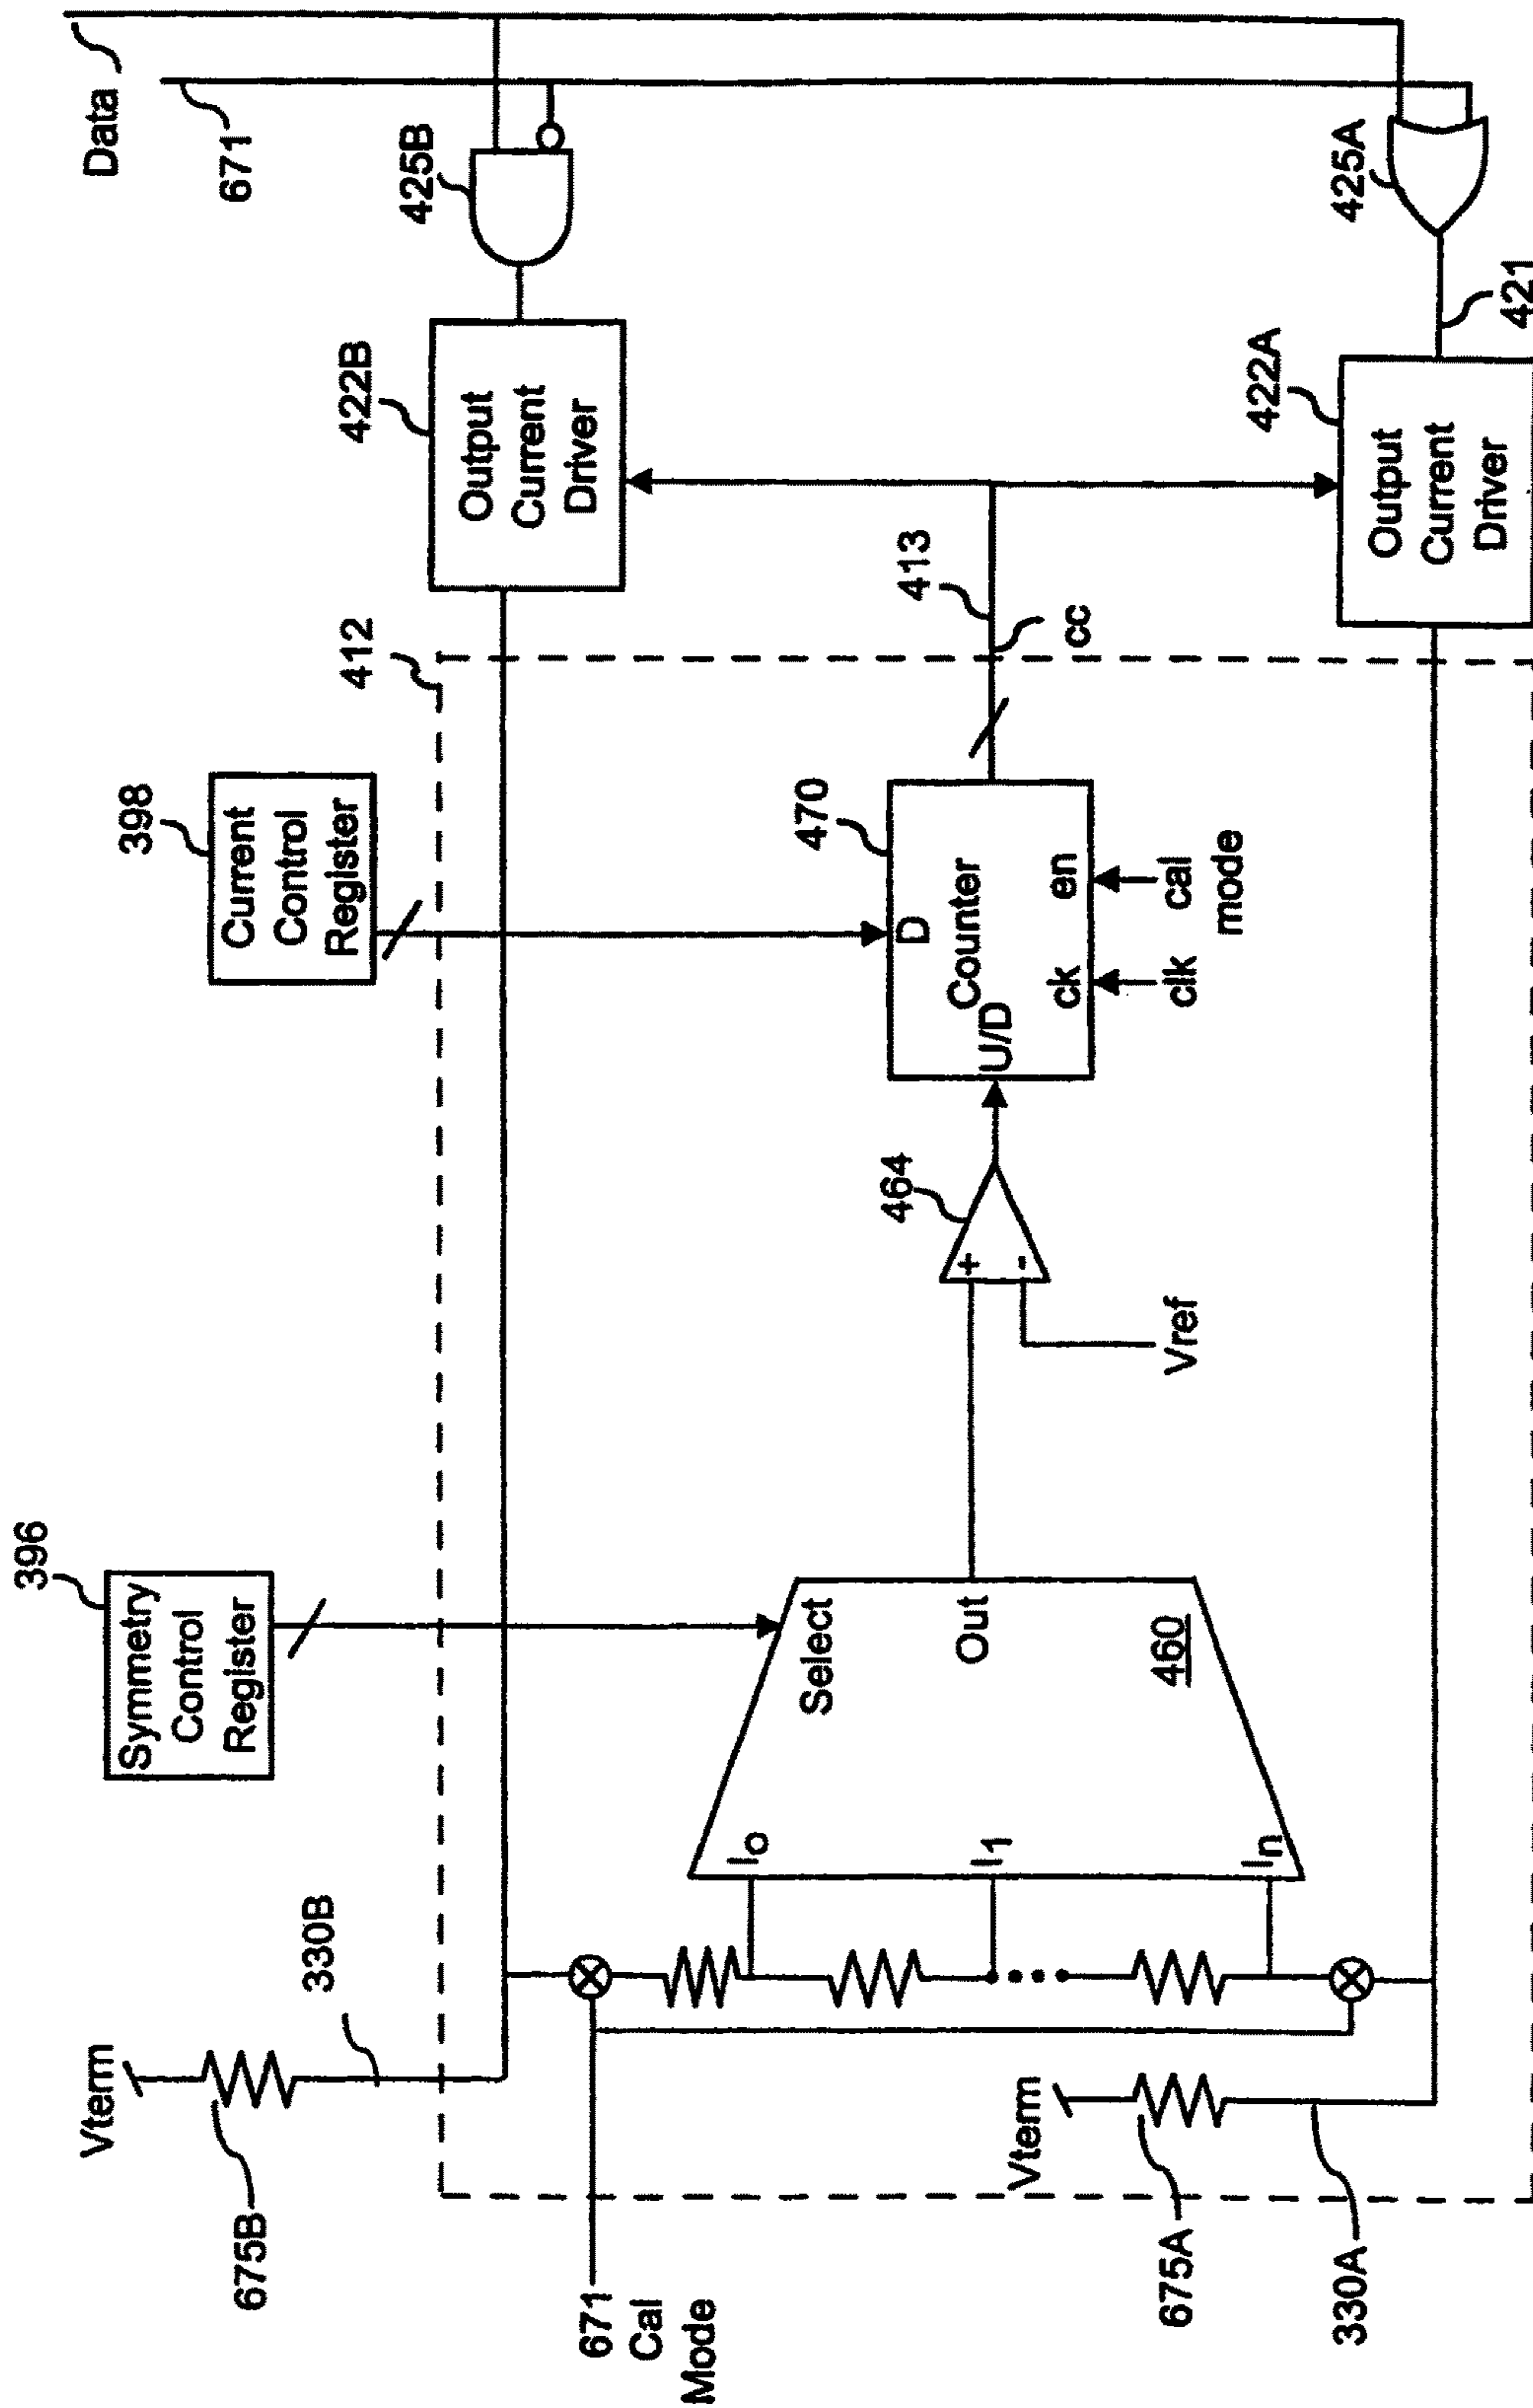 396
Symmetry
Control
Register
398
Current
Control
Register
Data
671
Vterm
675B
330B
412
422B
Output
Current
Driver
425B
671
Cal
Mode
Select
I0
I1
In
Out
460
464
+
-
Vref
470
D
Counter
U/D
ck
en
clk
cal
mode
413
cc
Vterm
675A
330A
422A
Output
Current
Driver
421
425A